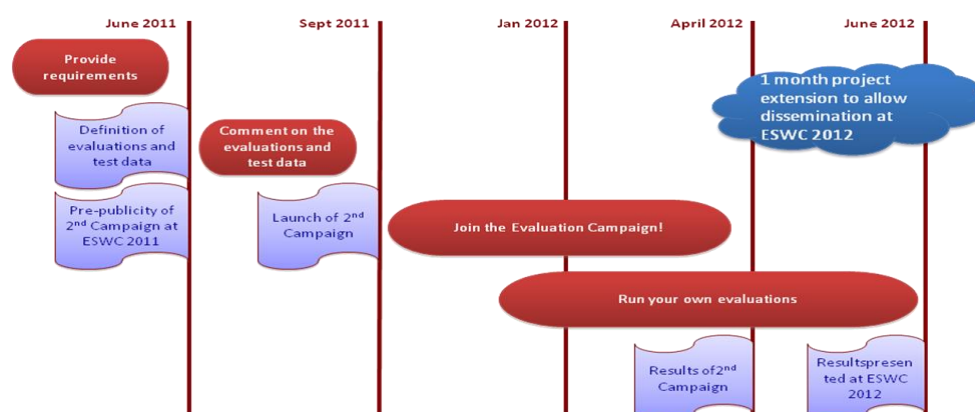 June 2011
Sept 2011
Jan 2012
April 2012
June 2012
Provide
requirements
Definition of
evaluations and
test data
Pre-publicity of
2nd Campaign at
ESWC 2011
Comment on the
evaluations and
test data
Launch of 2nd
Campaign
Join the Evaluation Campaign!
Run your own evaluations
1 month project
extension to allow
dissemination at
ESWC 2012
Results of2nd
Campaign
Resultspresen
ted at ESWC
2012